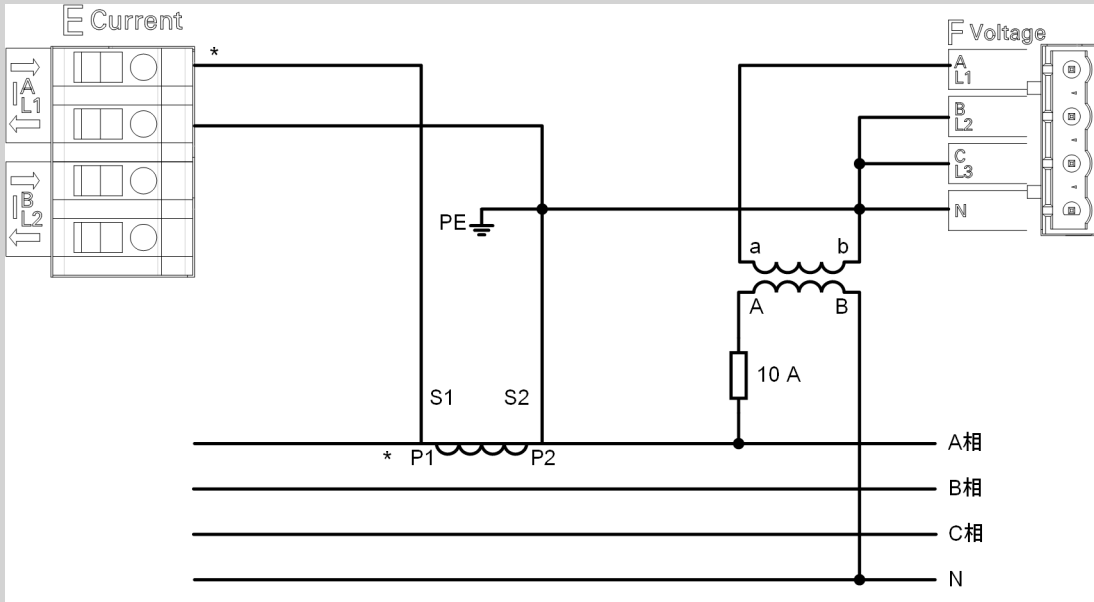 E Current
F Voltage
*
A
L1
I A
L1
B
L2
C
L3
I B
L2
N
PE
a b
A B
10 A
S1 S2
A相
* P1 P2
B相
C相
N